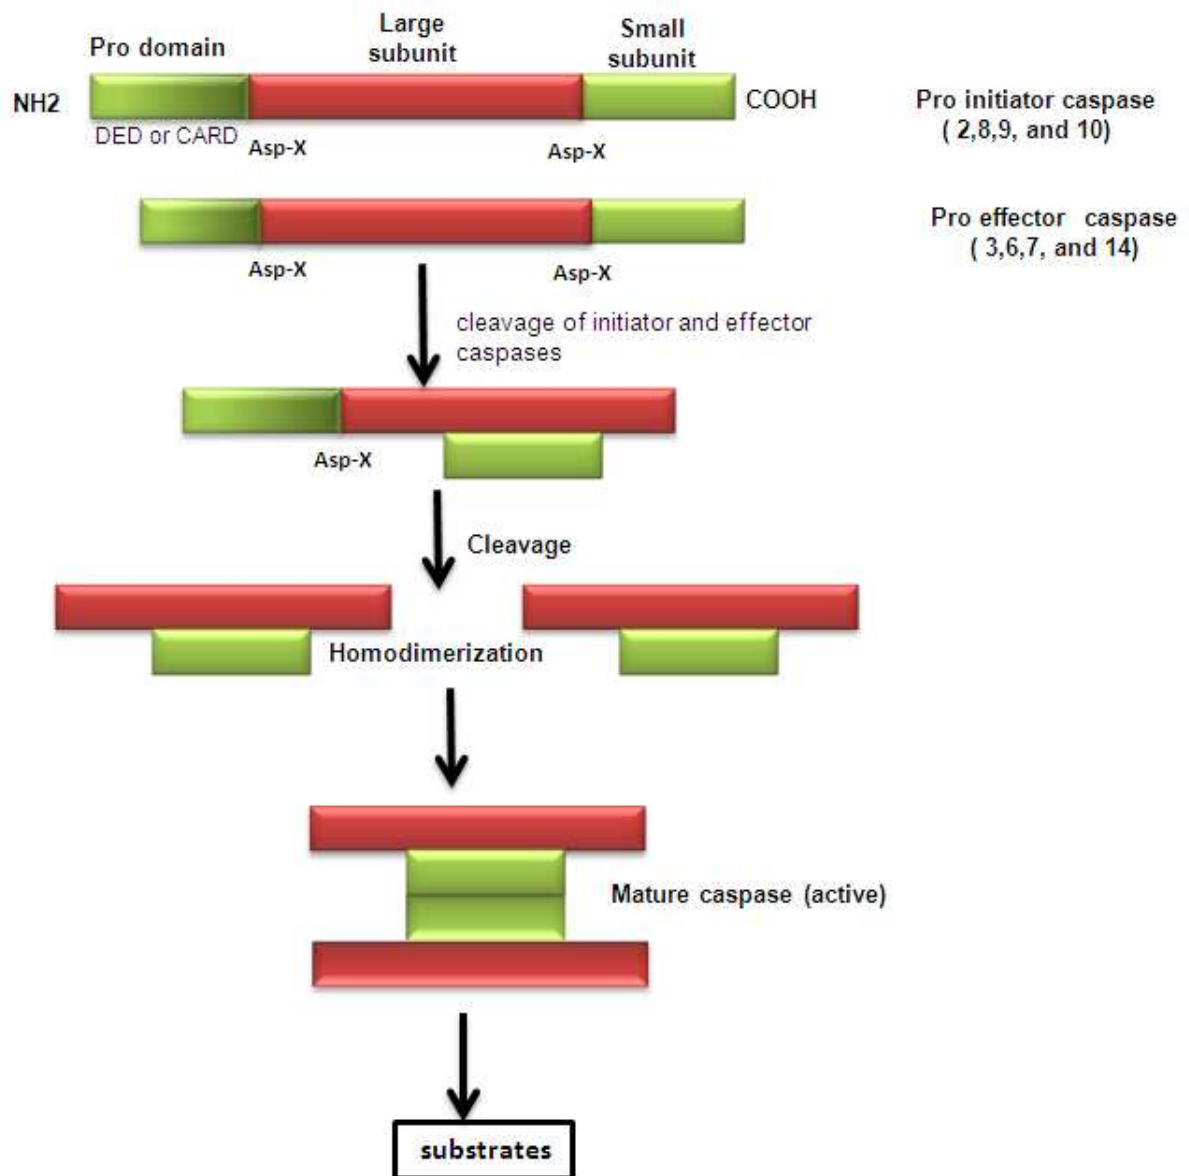 Pro domain
Large
subunit
Small
subunit
NH2
COOH
DED or CARD
Asp-X
Asp-X
Pro initiator caspase
( 2,8,9, and 10)
Pro effector caspase
( 3,6,7, and 14)
Asp-X
Asp-X
cleavage of initiator and effector
caspases
Asp-X
Cleavage
Homodimerization
Mature caspase (active)
substrates